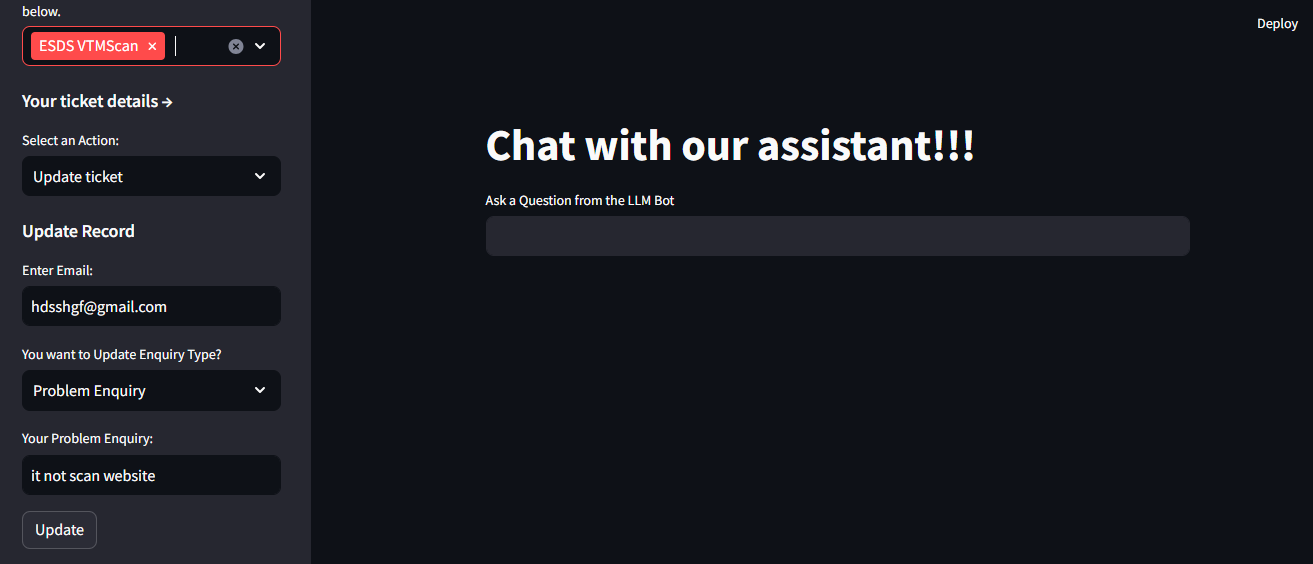 below.
ESDS VTMScan ×
Your ticket details →
Select an Action:
Update ticket
Update Record
Enter Email:
hdsshgf@gmail.com
You want to Update Enquiry Type?
Problem Enquiry
Your Problem Enquiry:
it not scan website
Update
Deploy
Chat with our assistant!!!
Ask a Question from the LLM Bot